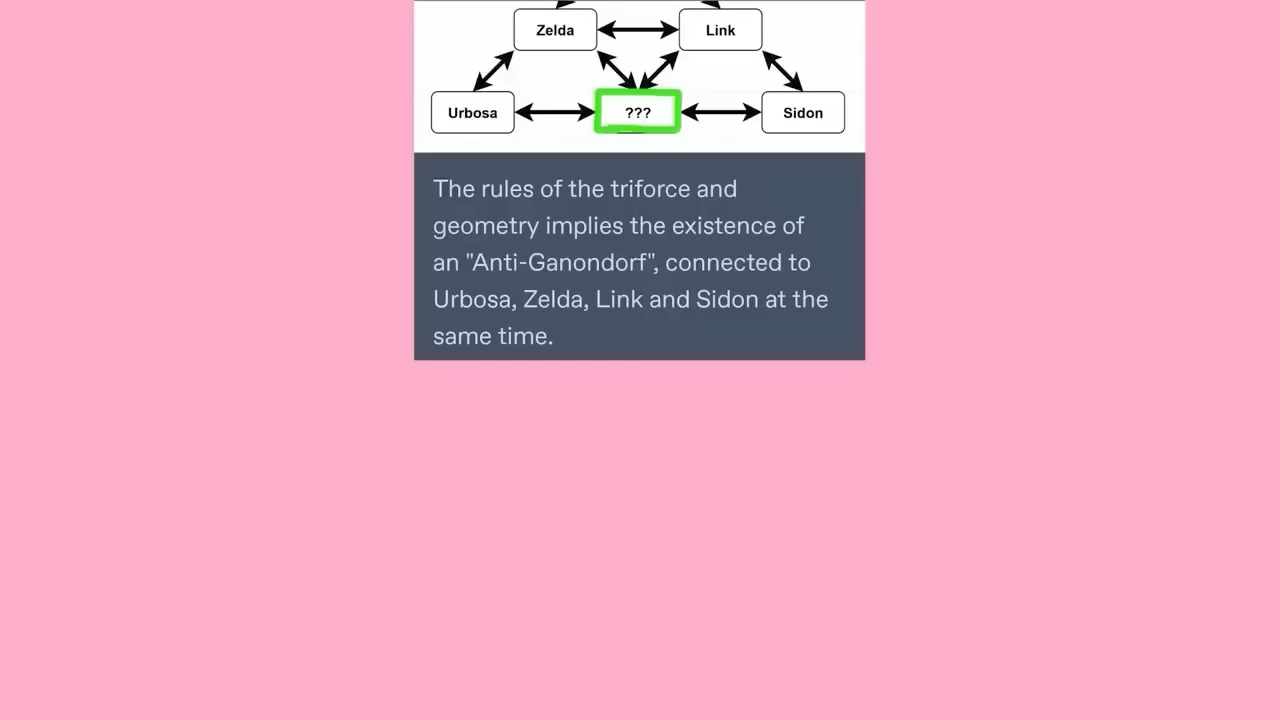 Zelda Link
Urbosa ??? Sidon
The rules of the triforce and
geometry implies the existence of
an "Anti-Ganondorf", connected to
Urbosa, Zelda, Link and Sidon at the
same time.